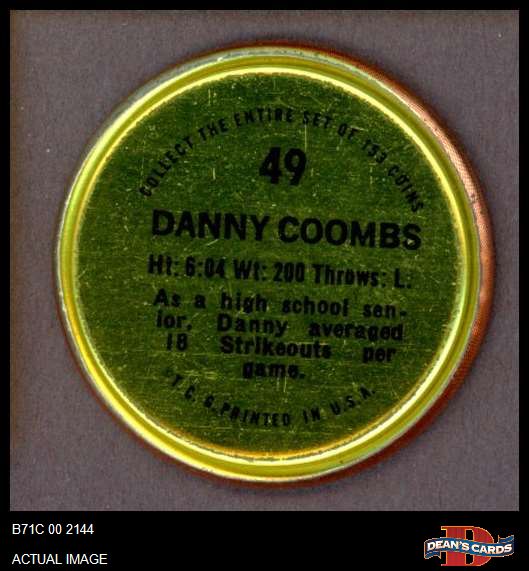 COLLECT THE ENTIRE SET OF 153 COINS
49
DANNY COOMBS
Ht: 6:04 Wt: 200 Throws: L.
As a high school sen-
ior, Danny averaged
18 Strikeouts per
game.
T.C.G. PRINTED IN U.S.A.
B71C 00 2144
ACTUAL IMAGE
D
DEAN'S CARDS